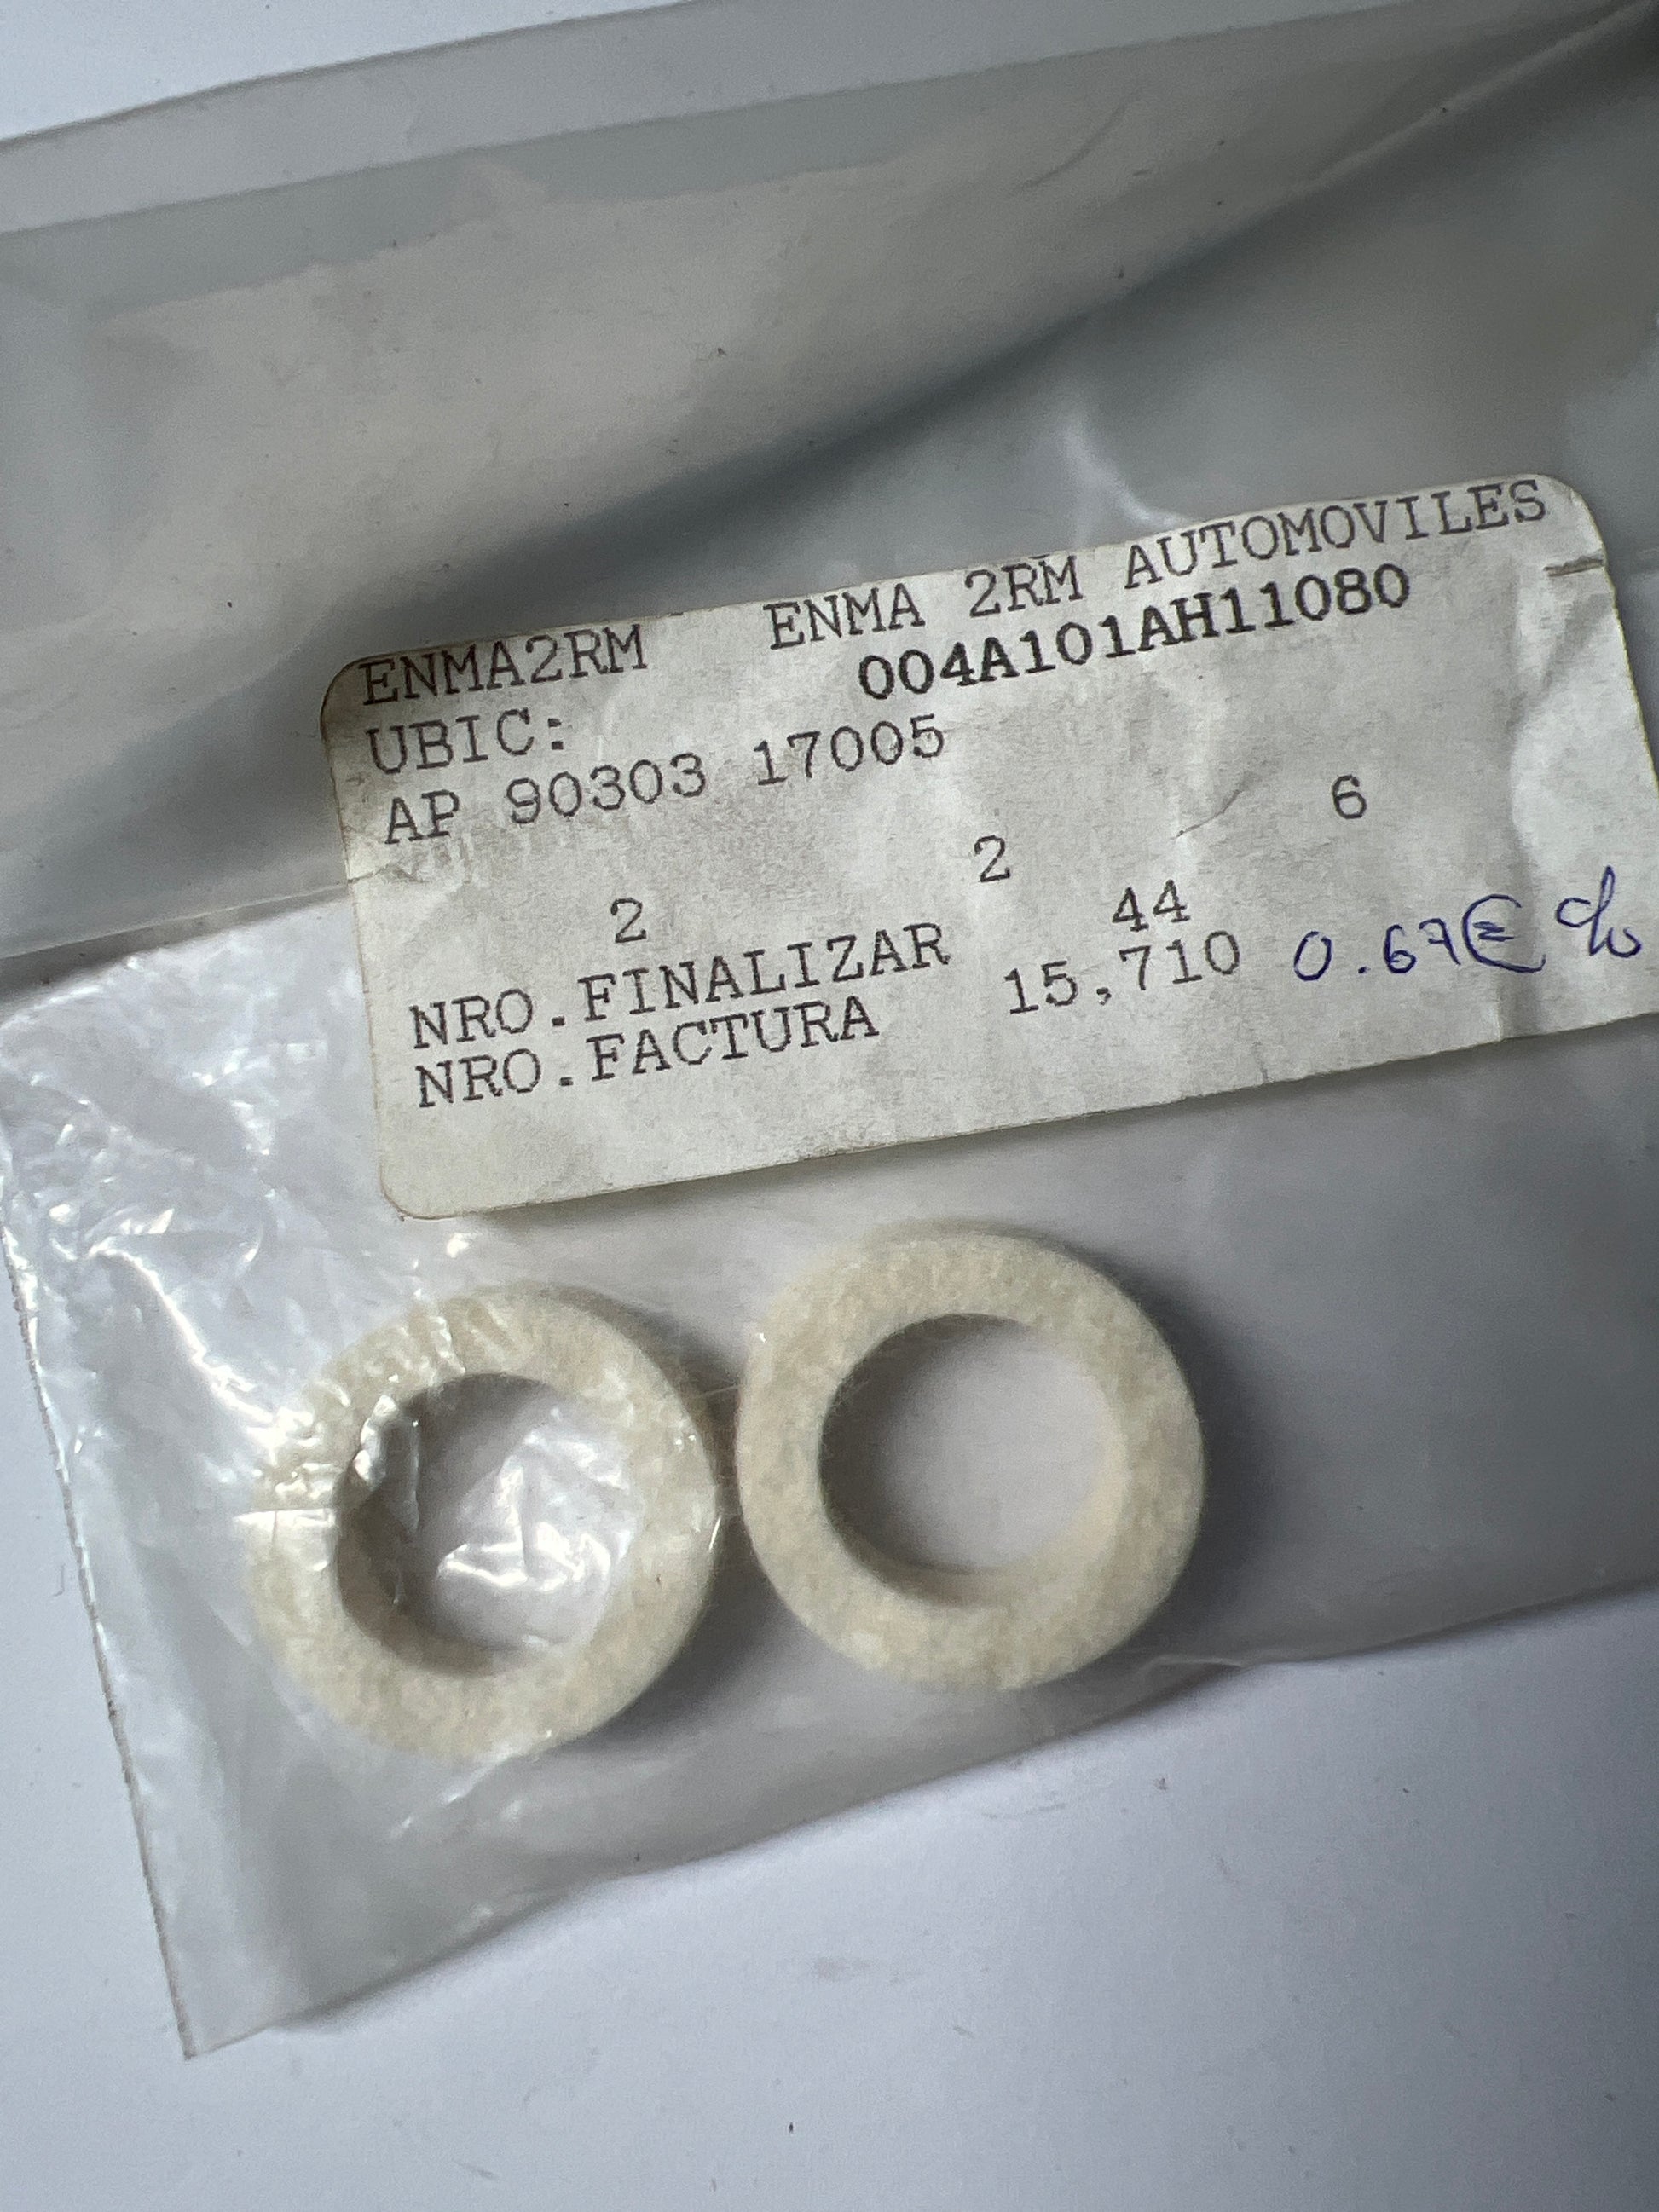 ENMA2RM ENMA 2RM AUTOMOVILES
UBIC: 004A101AH11080
AP 90303 17005
2 2 6
NRO.FINALIZAR 44
NRO.FACTURA 15,710 0.67€ c/u